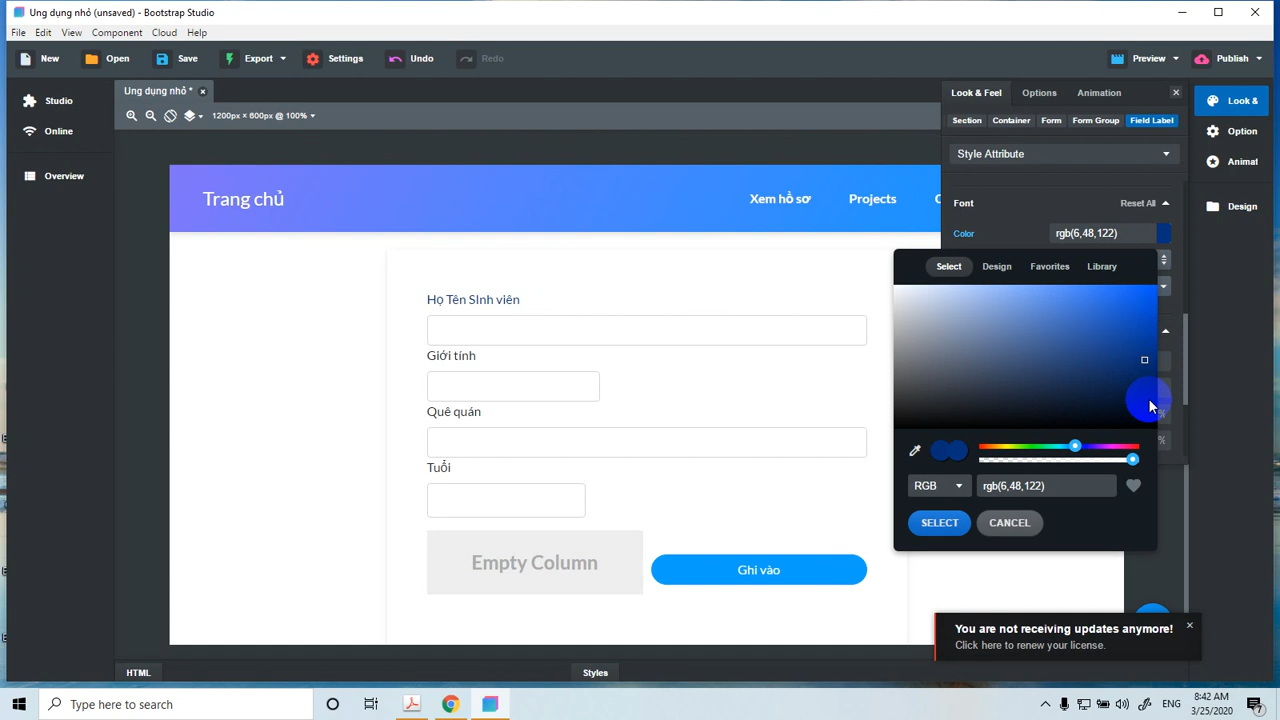 Ung dụng nhỏ (unsaved) - Bootstrap Studio
File Edit View Component Cloud Help
New Open Save Export Settings Undo Redo Preview Publish
Ung dụng nhỏ *
1200px × 600px @ 100%
Studio
Online
Overview
Trang chủ
Xem hồ sơ Projects
Họ Tên SInh viên
Giới tính
Quê quán
Tuổi
Empty Column
Ghi vào
Look & Feel Options Animation
Section Container Form Form Group Field Label
Style Attribute
Font Reset All
Color rgb(6,48,122)
Select Design Favorites Library
%
%
RGB rgb(6,48,122)
SELECT CANCEL
Look &
Option
Animat
Design
You are not receiving updates anymore!
Click here to renew your license.
HTML Styles
Type here to search
ENG
8:42 AM
3/25/2020
7